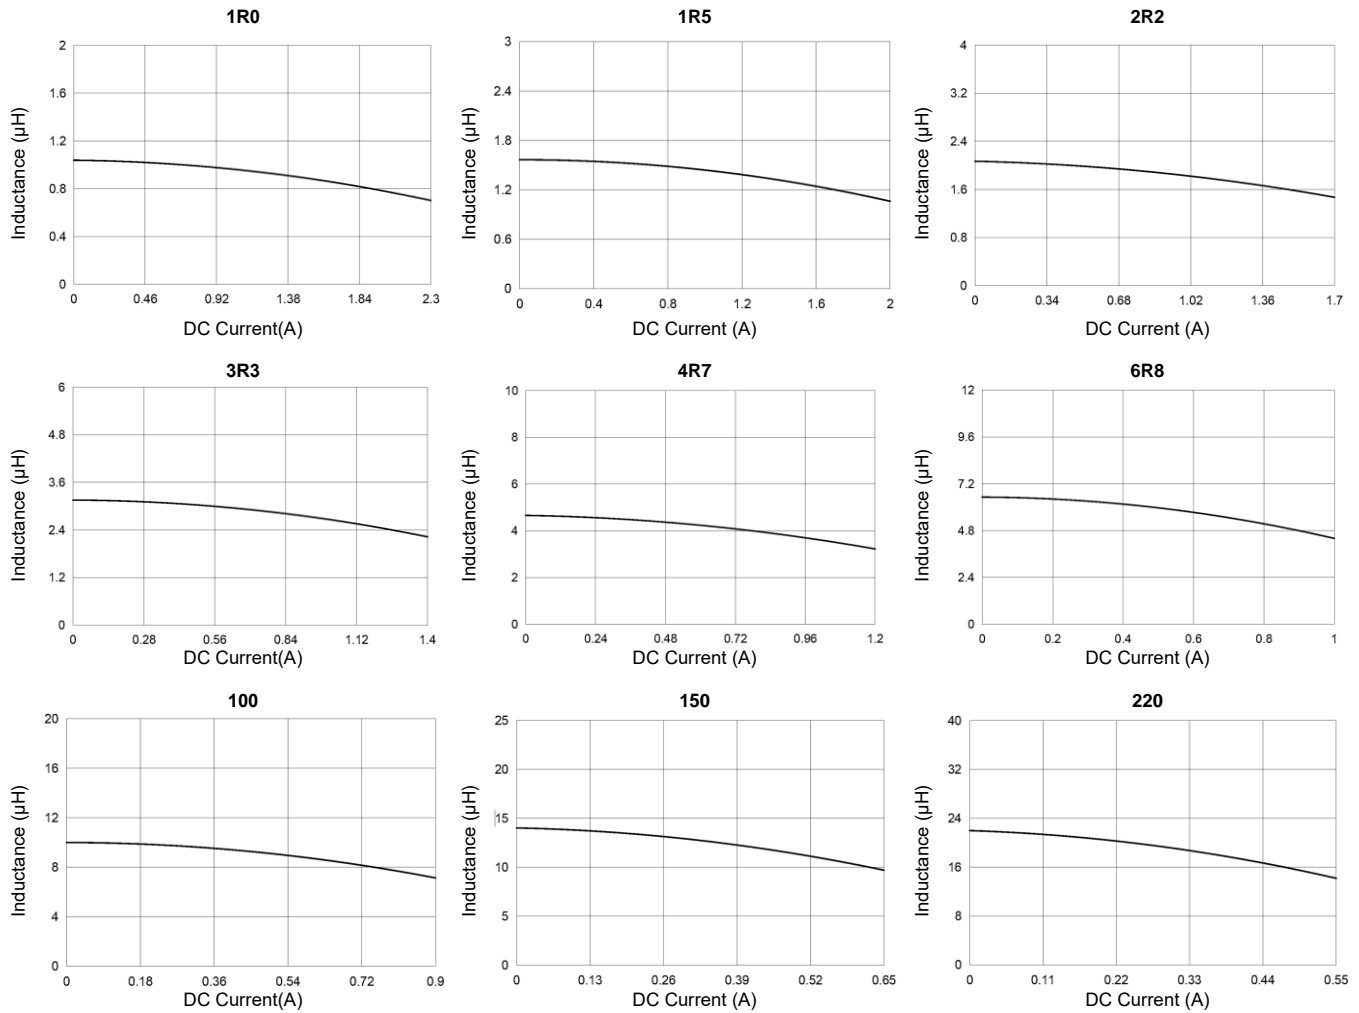 1R0
2
1.6
1.2
0.8
0.4
0
0 0.46 0.92 1.38 1.84 2.3
Inductance (µH)
DC Current(A)
1R5
3
2.4
1.8
1.2
0.6
0
0 0.4 0.8 1.2 1.6 2
Inductance (µH)
DC Current (A)
2R2
4
3.2
2.4
1.6
0.8
0
0 0.34 0.68 1.02 1.36 1.7
Inductance (µH)
DC Current (A)
3R3
6
4.8
3.6
2.4
1.2
0
0 0.28 0.56 0.84 1.12 1.4
Inductance (µH)
DC Current(A)
4R7
10
8
6
4
2
0
0 0.24 0.48 0.72 0.96 1.2
Inductance (µH)
DC Current (A)
6R8
12
9.6
7.2
4.8
2.4
0
0 0.2 0.4 0.6 0.8 1
Inductance (µH)
DC Current (A)
100
20
16
12
8
4
0
0 0.18 0.36 0.54 0.72 0.9
Inductance (µH)
DC Current(A)
150
25
20
15
10
5
0
0 0.13 0.26 0.39 0.52 0.65
Inductance (µH)
DC Current (A)
220
40
32
24
16
8
0
0 0.11 0.22 0.33 0.44 0.55
Inductance (µH)
DC Current (A)